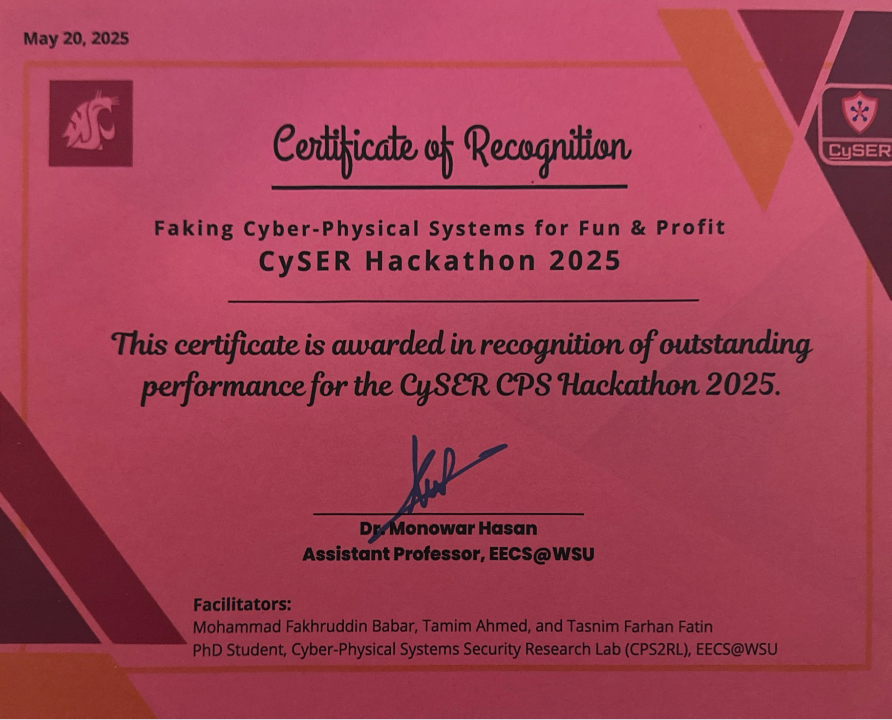 May 20, 2025
CySER
Certificate of Recognition
Faking Cyber-Physical Systems for Fun & Profit
CySER Hackathon 2025
This certificate is awarded in recognition of outstanding
performance for the CySER CPS Hackathon 2025.
Dr. Monowar Hasan
Assistant Professor, EECS@WSU
Facilitators:
Mohammad Fakhruddin Babar, Tamim Ahmed, and Tasnim Farhan Fatin
PhD Student, Cyber-Physical Systems Security Research Lab (CPS2RL), EECS@WSU